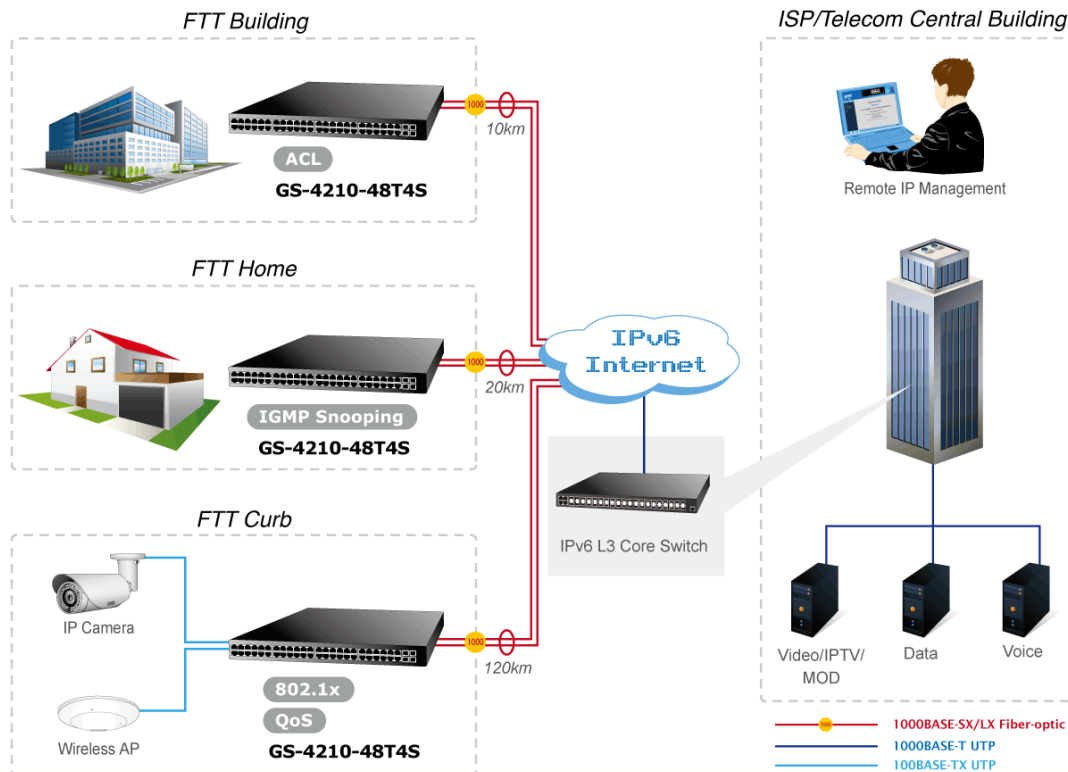 FTT Building
ISP/Telecom Central Building
1000
10km
ACL
GS-4210-48T4S
Remote IP Management
FTT Home
1000
20km
IPv6
Internet
IGMP Snooping
GS-4210-48T4S
FTT Curb
IPv6 L3 Core Switch
IP Camera
1000
120km
802.1x
QoS
GS-4210-48T4S
Wireless AP
Video/IPTV/
MOD
Data
Voice
1000
1000BASE-SX/LX Fiber-optic
1000BASE-T UTP
100BASE-TX UTP